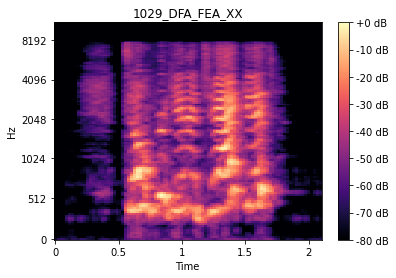 1029_DFA_FEA_XX
+0 dB
8192
-10 dB
4096
-20 dB
-30 dB
2048
Hz
-40 dB
1024
-50 dB
512
-60 dB
-70 dB
0
-80 dB
0
0.5
1
1.5
2
Time